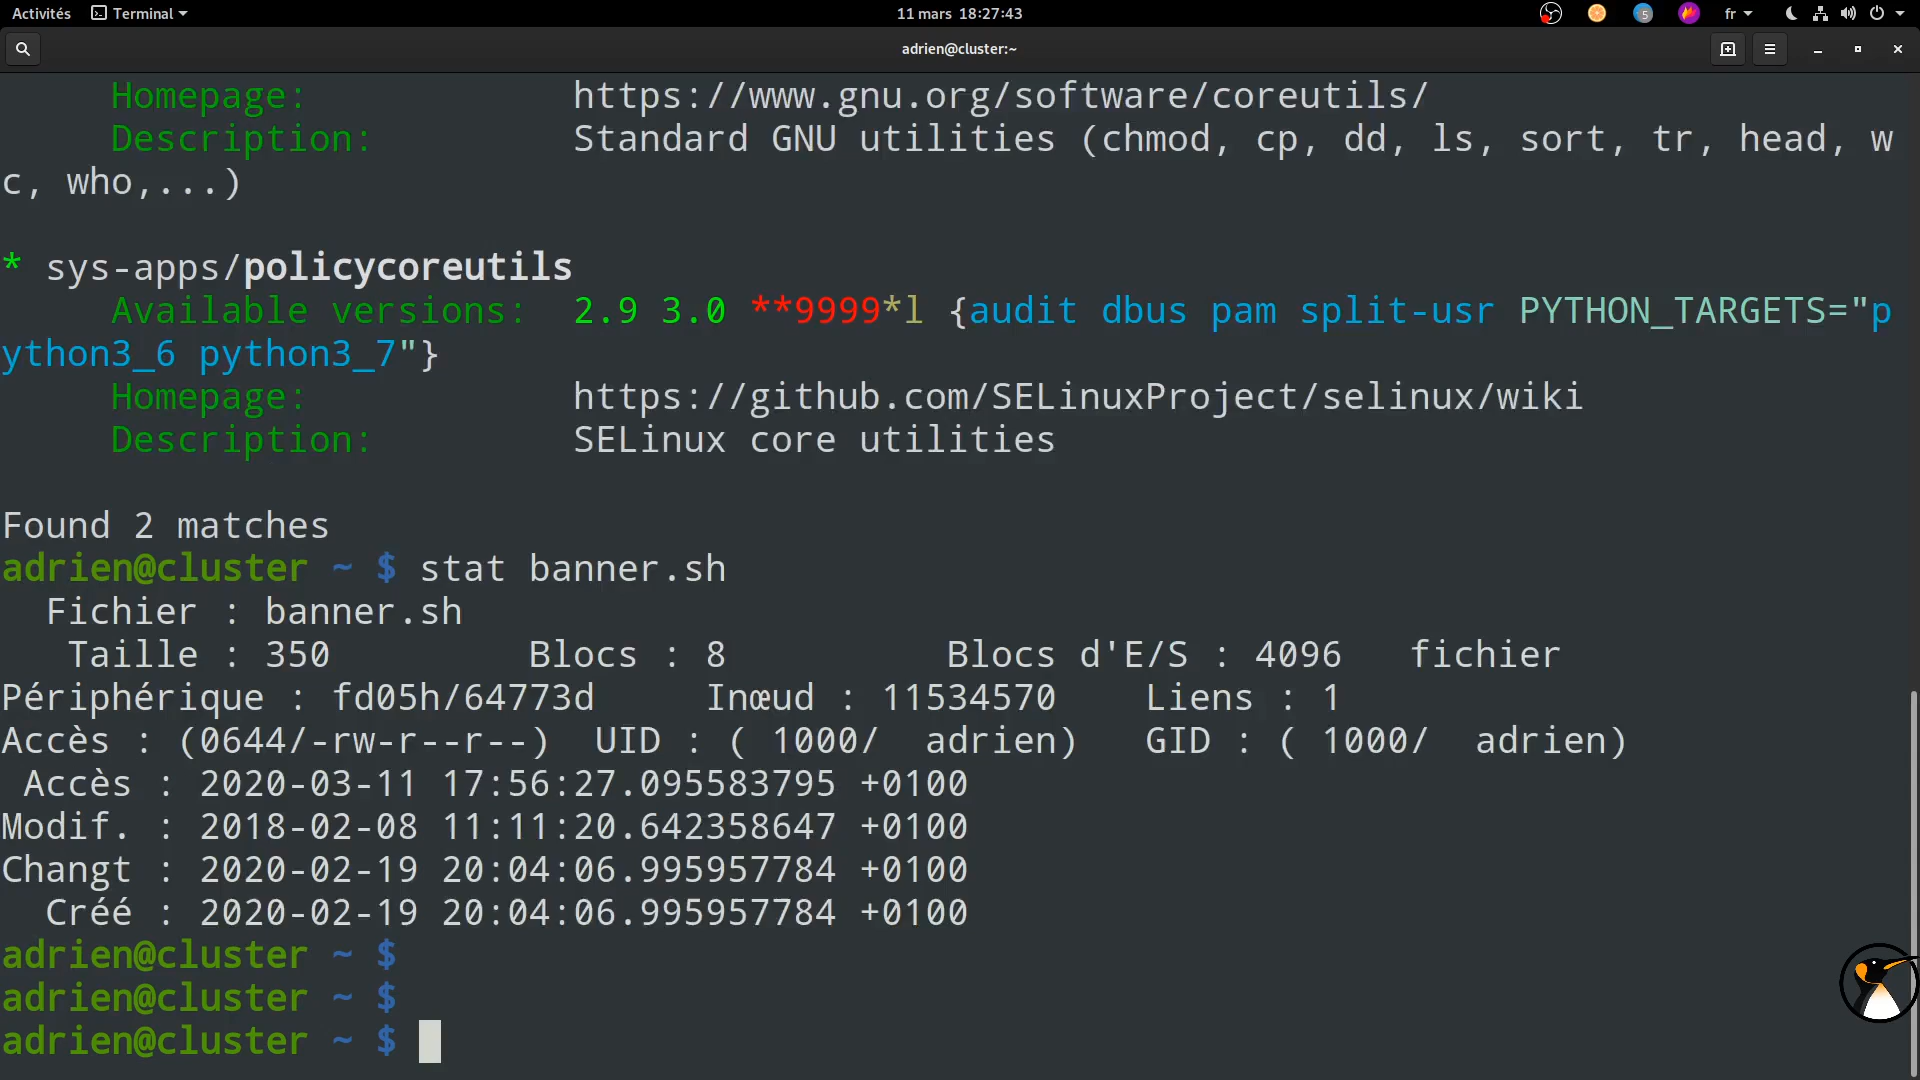 Activités Terminal 11 mars 18:27:43 5 fr
adrien@cluster:~
Homepage: https://www.gnu.org/software/coreutils/
Description: Standard GNU utilities (chmod, cp, dd, ls, sort, tr, head, w
c, who,...)
* sys-apps/policycoreutils
Available versions: 2.9 3.0 **9999*l {audit dbus pam split-usr PYTHON_TARGETS="p
ython3_6 python3_7"}
Homepage: https://github.com/SELinuxProject/selinux/wiki
Description: SELinux core utilities
Found 2 matches
adrien@cluster ~ $ stat banner.sh
Fichier : banner.sh
Taille : 350 Blocs : 8 Blocs d'E/S : 4096 fichier
Périphérique : fd05h/64773d Inœud : 11534570 Liens : 1
Accès : (0644/-rw-r--r--) UID : ( 1000/ adrien) GID : ( 1000/ adrien)
Accès : 2020-03-11 17:56:27.095583795 +0100
Modif. : 2018-02-08 11:11:20.642358647 +0100
Changt : 2020-02-19 20:04:06.995957784 +0100
Créé : 2020-02-19 20:04:06.995957784 +0100
adrien@cluster ~ $
adrien@cluster ~ $
adrien@cluster ~ $